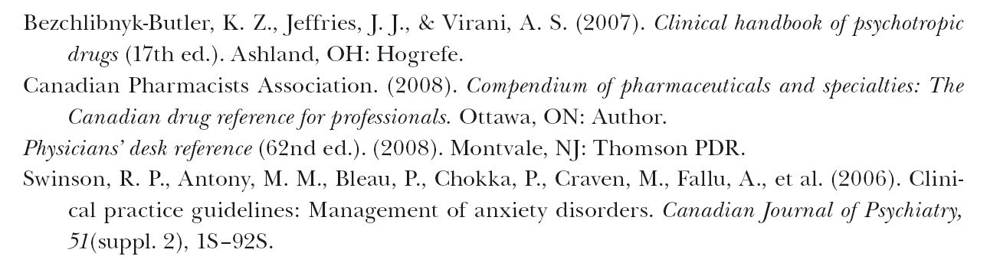 Bezchlibnyk-Butler, K. Z., Jeffries, J. J., & Virani, A. S. (2007). Clinical handbook of psychotropic
drugs (17th ed.). Ashland, OH: Hogrefe.
Canadian Pharmacists Association. (2008). Compendium of pharmaceuticals and specialties: The
Canadian drug reference for professionals. Ottawa, ON: Author.
Physicians’ desk reference (62nd ed.). (2008). Montvale, NJ: Thomson PDR.
Swinson, R. P., Antony, M. M., Bleau, P., Chokka, P., Craven, M., Fallu, A., et al. (2006). Clini-
cal practice guidelines: Management of anxiety disorders. Canadian Journal of Psychiatry,
51(suppl. 2), 1S–92S.